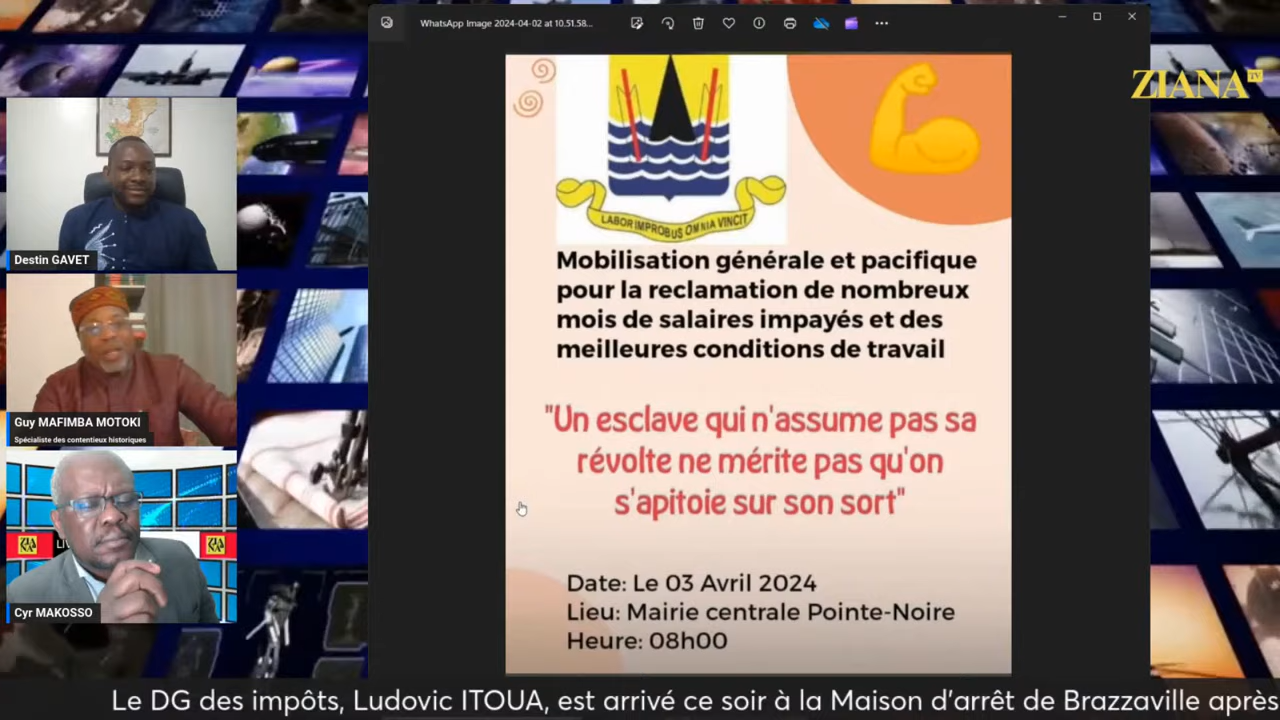 WhatsApp Image 2024-04-02 at 10.51.58...
ZIANA TV
LABOR IMPROBUS OMNIA VINCIT
Mobilisation générale et pacifique
pour la reclamation de nombreux
mois de salaires impayés et des
meilleures conditions de travail
"Un esclave qui n'assume pas sa
révolte ne mérite pas qu'on
s'apitoie sur son sort"
Date: Le 03 Avril 2024
Lieu: Mairie centrale Pointe-Noire
Heure: 08h00
Destin GAVET
Guy MAFIMBA MOTOKI
Spécialiste des contentieux historiques
Cyr MAKOSSO
Le DG des impôts, Ludovic ITOUA, est arrivé ce soir à la Maison d'arrêt de Brazzaville après